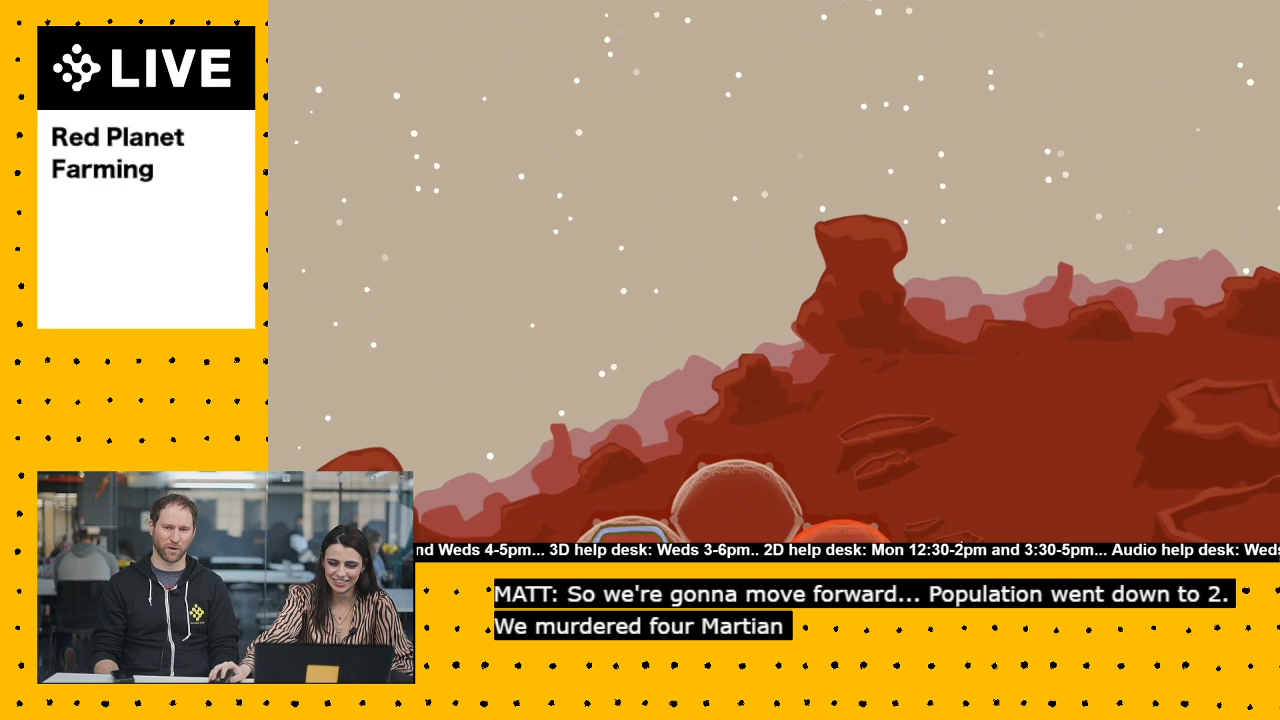 LIVE
Red Planet
Farming
nd Weds 4-5pm... 3D help desk: Weds 3-6pm.. 2D help desk: Mon 12:30-2pm and 3:30-5pm... Audio help desk: Weds
MATT: So we're gonna move forward... Population went down to 2.
We murdered four Martian